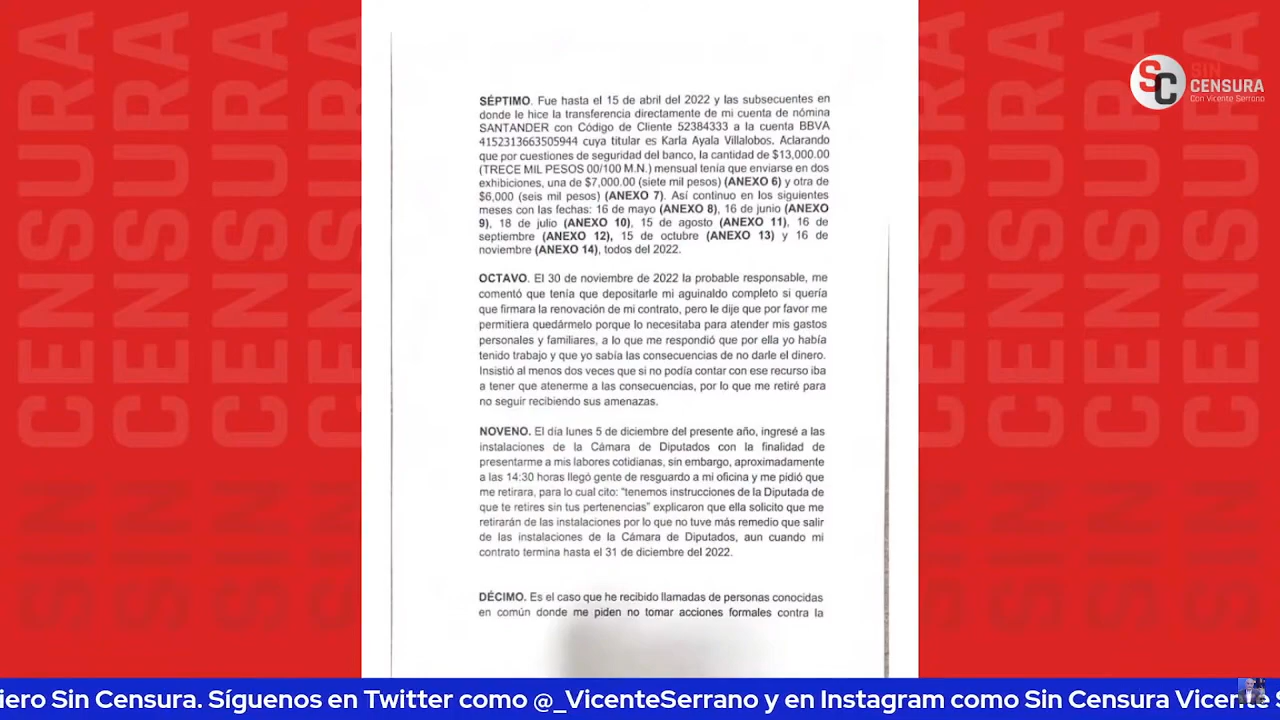 SÉPTIMO. Fue hasta el 15 de abril del 2022 y las subsecuentes en
donde le hice la transferencia directamente de mi cuenta de nómina
SANTANDER con Código de Cliente 52384333 a la cuenta BBVA
4152313663505944 cuya titular es Karla Ayala Villalobos. Aclarando
que por cuestiones de seguridad del banco, la cantidad de $13,000.00
(TRECE MIL PESOS 00/100 M.N.) mensual tenía que enviarse en dos
exhibiciones, una de $7,000.00 (siete mil pesos) (ANEXO 6) y otra de
$6,000 (seis mil pesos) (ANEXO 7). Así continuo en los siguientes
meses con las fechas: 16 de mayo (ANEXO 8), 16 de junio (ANEXO
9), 18 de julio (ANEXO 10), 15 de agosto (ANEXO 11), 16 de
septiembre (ANEXO 12), 15 de octubre (ANEXO 13) y 16 de
noviembre (ANEXO 14), todos del 2022.
OCTAVO. El 30 de noviembre de 2022 la probable responsable, me
comentó que tenía que depositarle mi aguinaldo completo si quería
que firmara la renovación de mi contrato, pero le dije que por favor me
permitiera quedármelo porque lo necesitaba para atender mis gastos
personales y familiares, a lo que me respondió que por ella yo había
tenido trabajo y que yo sabía las consecuencias de no darle el dinero.
Insistió al menos dos veces que si no podía contar con ese recurso iba
a tener que atenerme a las consecuencias, por lo que me retiré para
no seguir recibiendo sus amenazas.
NOVENO. El día lunes 5 de diciembre del presente año, ingresé a las
instalaciones de la Cámara de Diputados con la finalidad de
presentarme a mis labores cotidianas, sin embargo, aproximadamente
a las 14:30 horas llegó gente de resguardo a mi oficina y me pidió que
me retirara, para lo cual cito: "tenemos instrucciones de la Diputada de
que te retires sin tus pertenencias" explicaron que ella solicito que me
retirarán de las instalaciones por lo que no tuve más remedio que salir
de las instalaciones de la Cámara de Diputados, aun cuando mi
contrato termina hasta el 31 de diciembre del 2022.
DÉCIMO. Es el caso que he recibido llamadas de personas conocidas
en común donde me piden no tomar acciones formales contra la
SC SIN
CENSURA
Con Vicente Serrano
SIN CENSURA
SIN CENSURA
SIN CENSURA
SIN CENSURA
SIN CENSURA
SIN CENSURA
SIN CENSURA
SIN CENSURA
iero Sin Censura. Síguenos en Twitter como @_VicenteSerrano y en Instagram como Sin Censura Vicente S